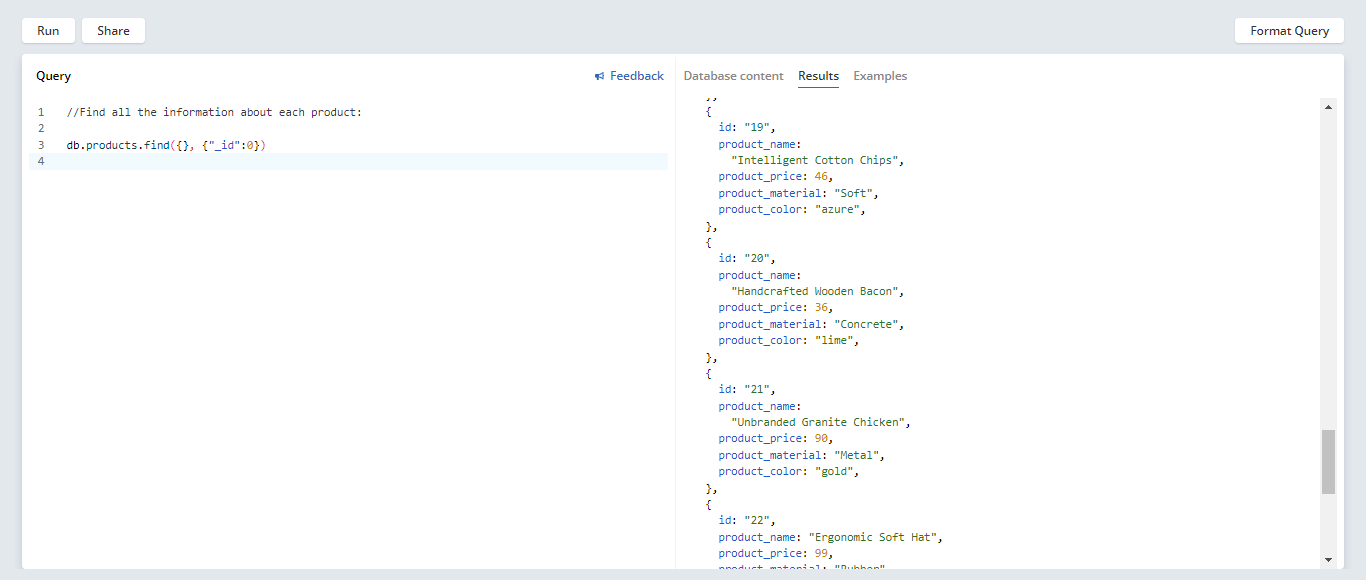 Run Share Format Query
Query Feedback Database content Results Examples
1 //Find all the information about each product:
2
3 db.products.find({}, {"_id":0})
4
},
{
id: "19",
product_name:
"Intelligent Cotton Chips",
product_price: 46,
product_material: "Soft",
product_color: "azure",
},
{
id: "20",
product_name:
"Handcrafted Wooden Bacon",
product_price: 36,
product_material: "Concrete",
product_color: "lime",
},
{
id: "21",
product_name:
"Unbranded Granite Chicken",
product_price: 90,
product_material: "Metal",
product_color: "gold",
},
{
id: "22",
product_name: "Ergonomic Soft Hat",
product_price: 99,
product_material: "Rubber"